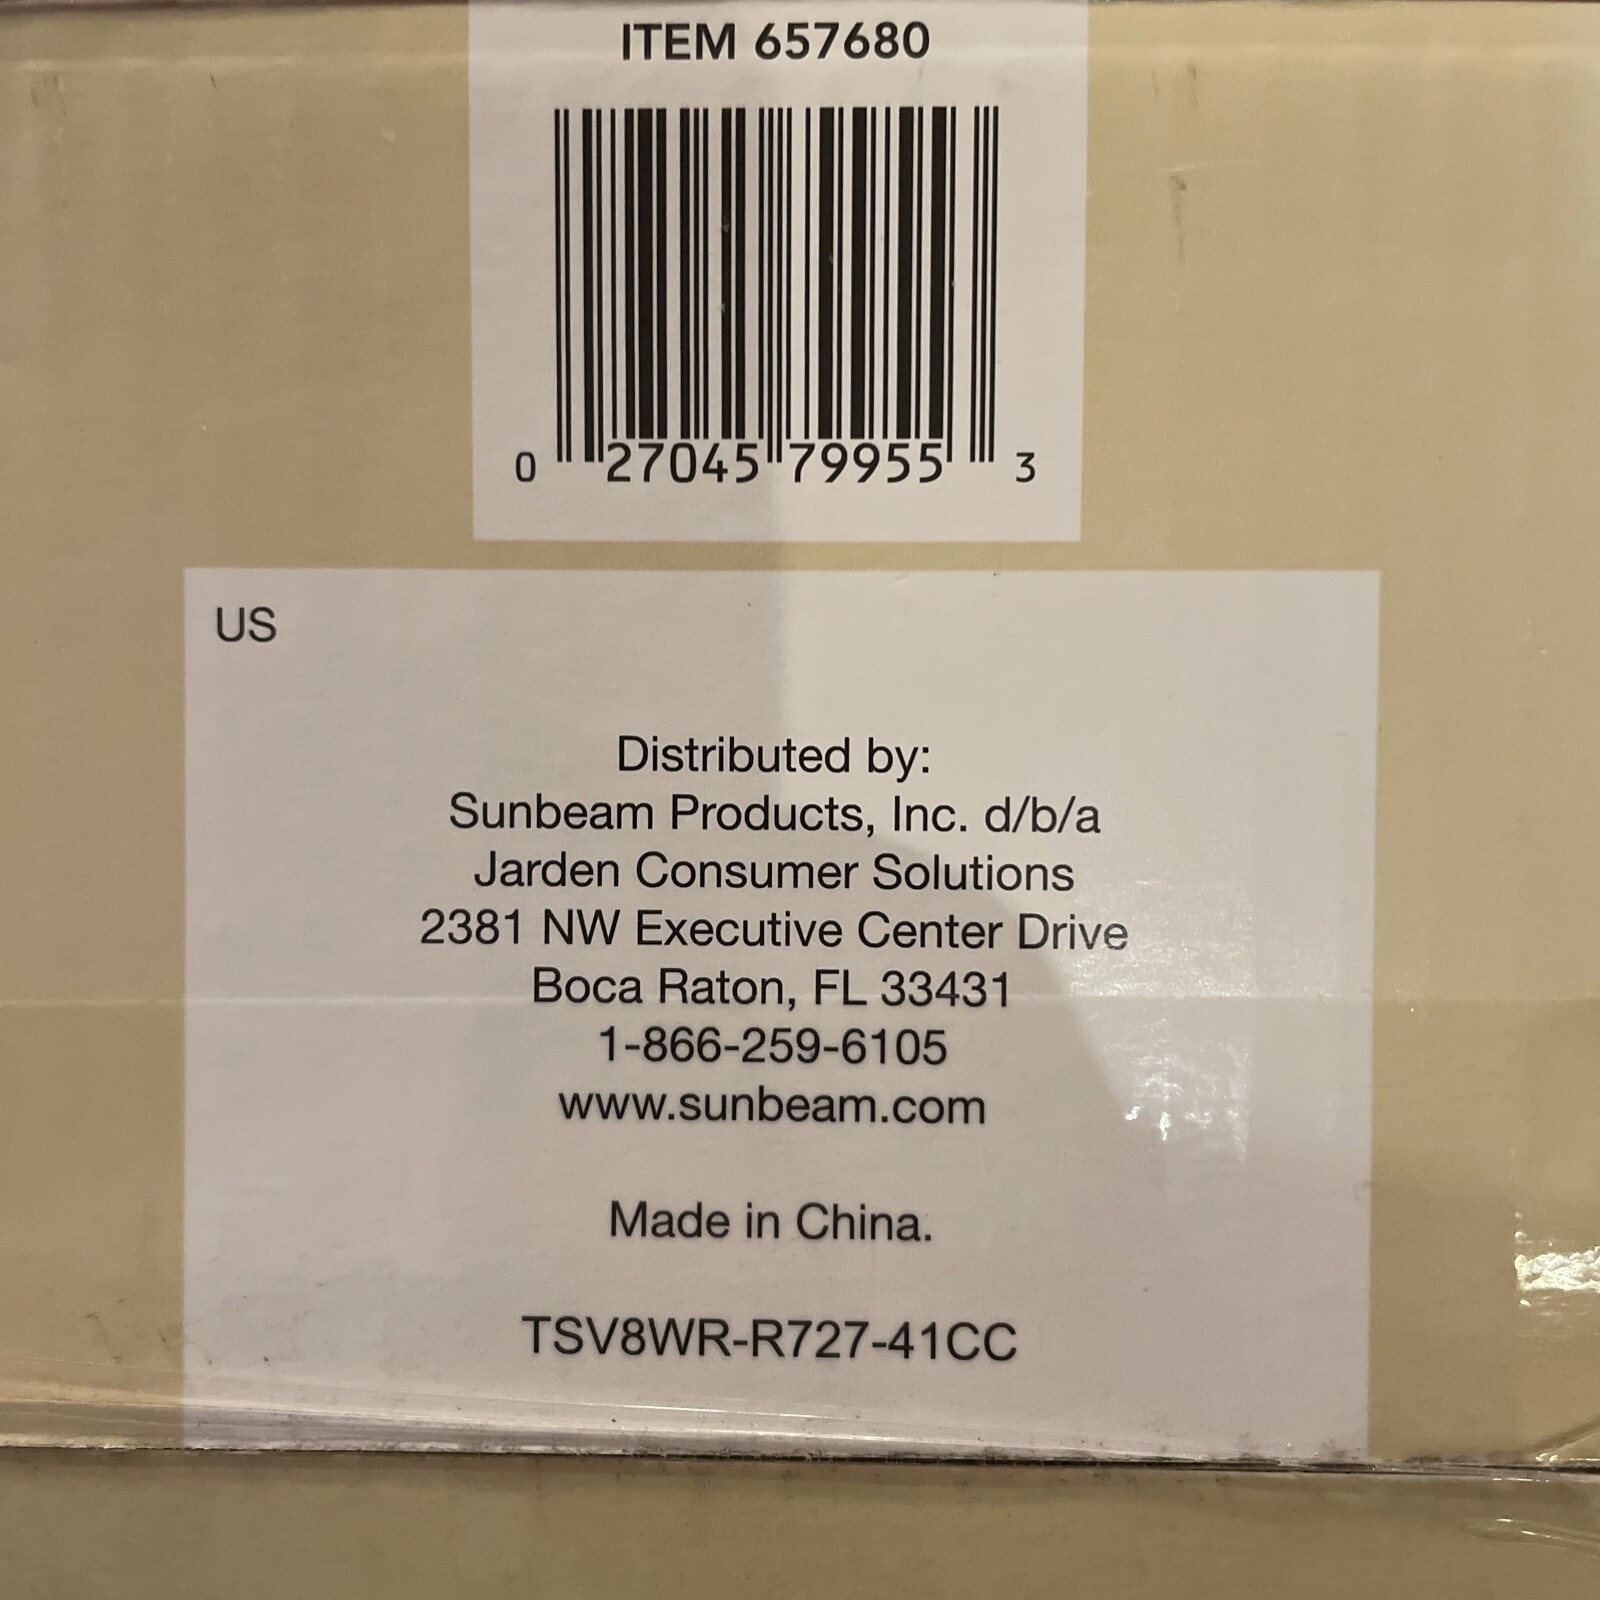 ITEM 657680
0 27045 79955 3
US
Distributed by:
Sunbeam Products, Inc. d/b/a
Jarden Consumer Solutions
2381 NW Executive Center Drive
Boca Raton, FL 33431
1-866-259-6105
www.sunbeam.com
Made in China.
TSV8WR-R727-41CC